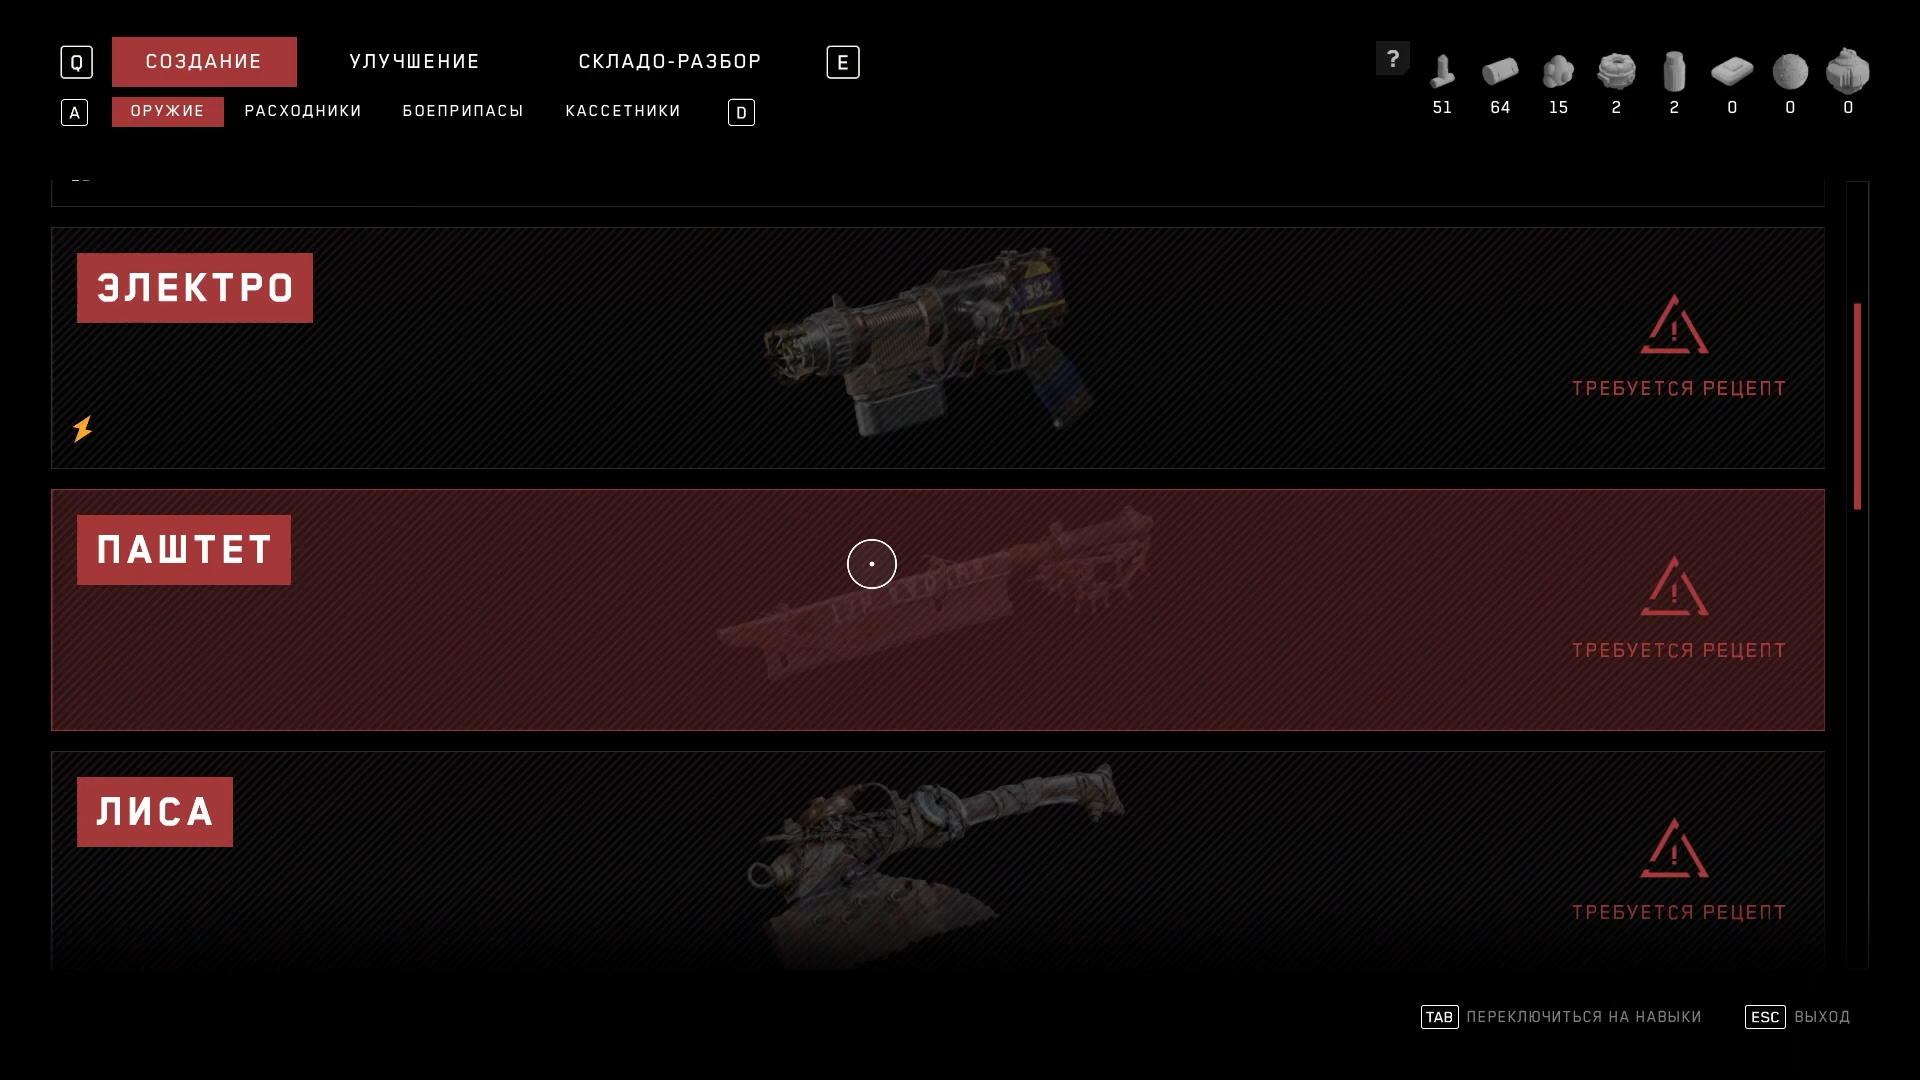 Q СОЗДАНИЕ УЛУЧШЕНИЕ СКЛАДО-РАЗБОР E
A ОРУЖИЕ РАСХОДНИКИ БОЕПРИПАСЫ КАССЕТНИКИ D
?
51 64 15 2 2 0 0 0
ЭЛЕКТРО
332
ТРЕБУЕТСЯ РЕЦЕПТ
ПАШТЕТ
ТРЕБУЕТСЯ РЕЦЕПТ
ЛИСА
ТРЕБУЕТСЯ РЕЦЕПТ
TAB ПЕРЕКЛЮЧИТЬСЯ НА НАВЫКИ ESC ВЫХОД